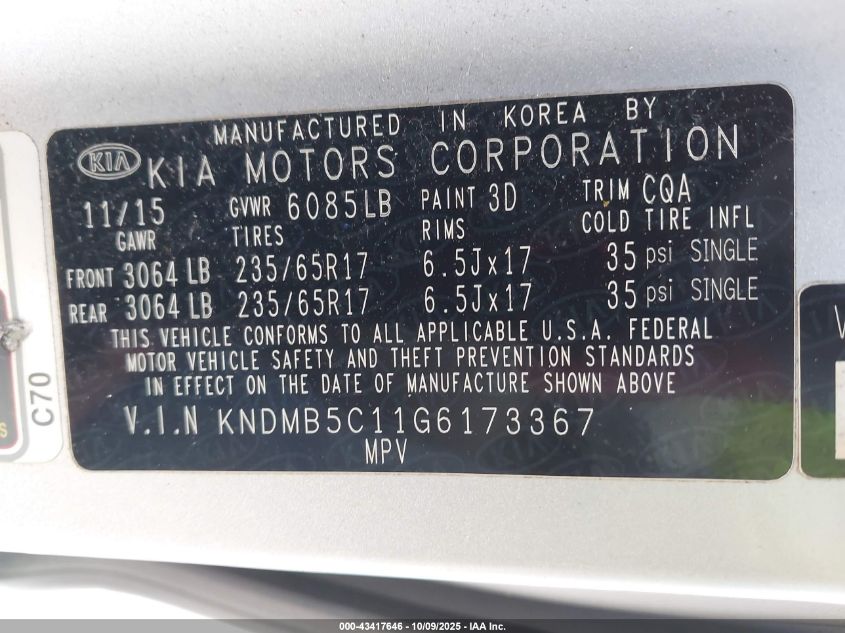 MANUFACTURED IN KOREA BY
KIA KIA MOTORS CORPORATION
11/15 GVWR 6085LB PAINT 3D TRIM CQA
GAWR TIRES RIMS COLD TIRE INFL
FRONT 3064 LB 235/65R17 6.5Jx17 35 psi SINGLE
REAR 3064 LB 235/65R17 6.5Jx17 35 psi SINGLE
THIS VEHICLE CONFORMS TO ALL APPLICABLE U.S.A. FEDERAL
MOTOR VEHICLE SAFETY AND THEFT PREVENTION STANDARDS
IN EFFECT ON THE DATE OF MANUFACTURE SHOWN ABOVE
V.I.N KNDMB5C11G6173367
MPV
C70
000-43417646 - 10/09/2025 - IAA Inc.